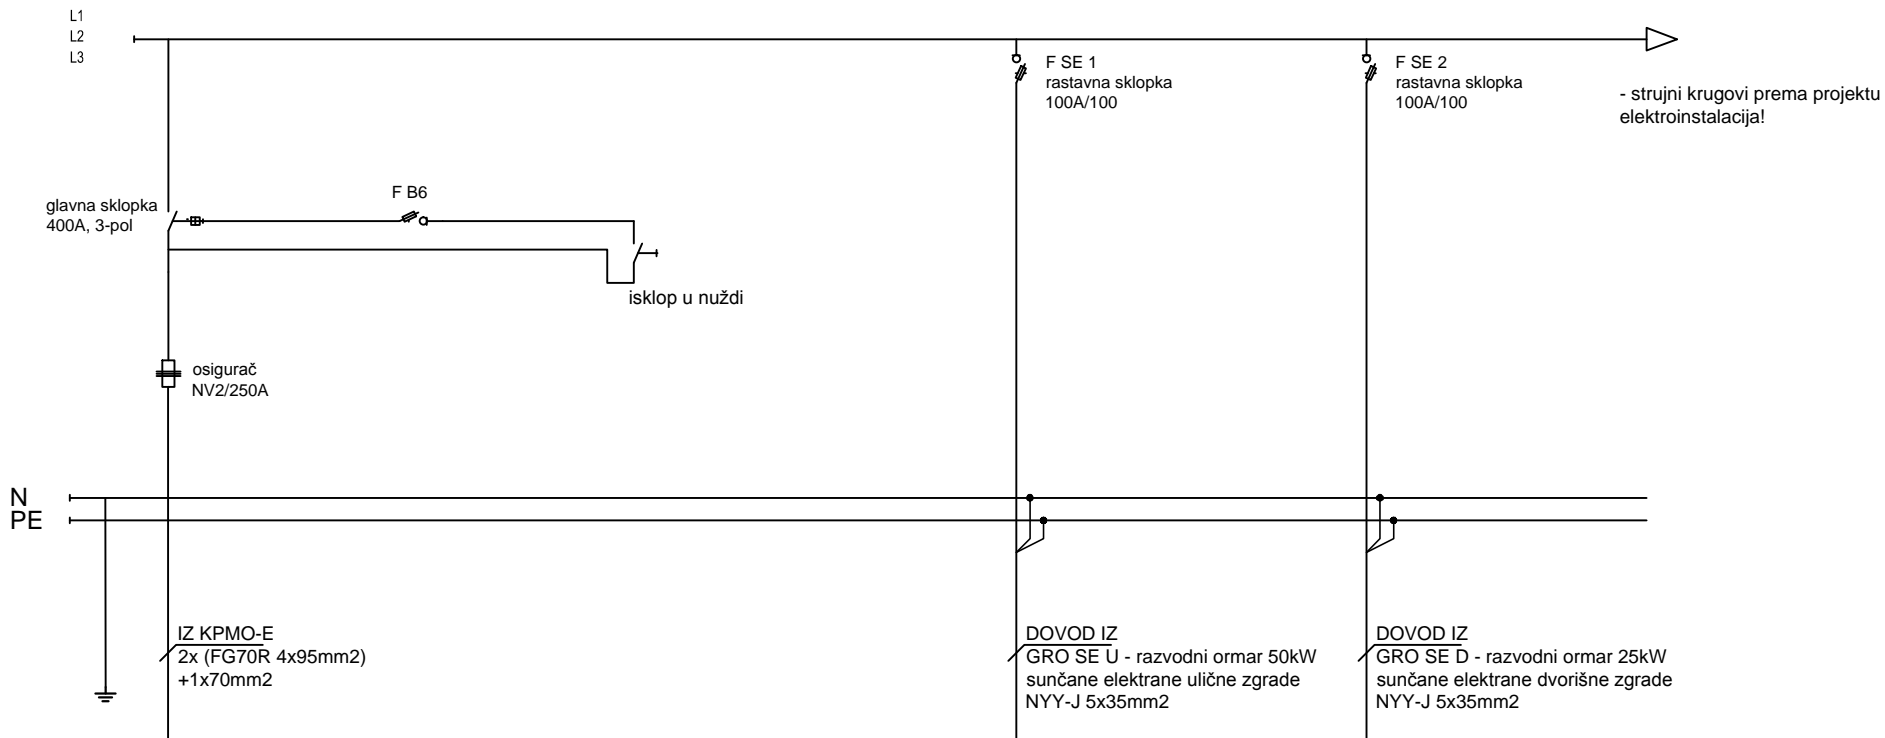 L1
L2
L3
F SE 1
rastavna sklopka
100A/100
F SE 2
rastavna sklopka
100A/100
- strujni krugovi prema projektu
elektroinstalacija!
glavna sklopka
400A, 3-pol
F B6
isklop u nuždi
osigurač
NV2/250A
N
PE
IZ KPMO-E
2x (FG70R 4x95mm2)
+1x70mm2
DOVOD IZ
GRO SE U - razvodni ormar 50kW
sunčane elektrane ulične zgrade
NYY-J 5x35mm2
DOVOD IZ
GRO SE D - razvodni ormar 25kW
sunčane elektrane dvorišne zgrade
NYY-J 5x35mm2